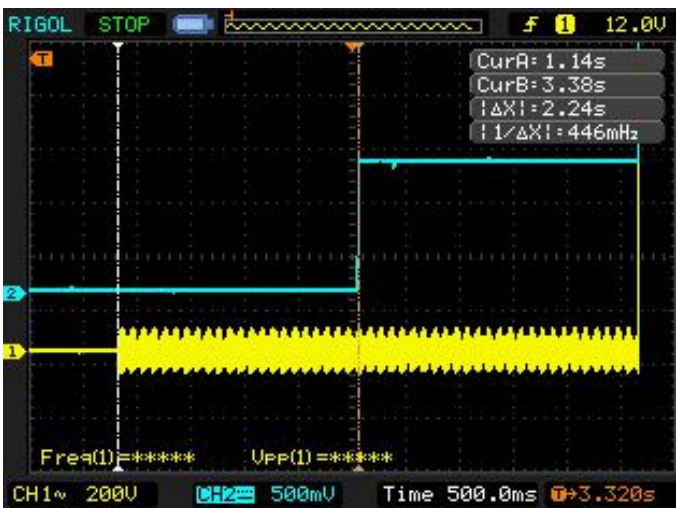 RIGOL STOP 1 12.0V
T
CurA=1.14s
CurB=3.38s
|ΔX|=2.24s
|1/ΔX|=446mHz
2
1
Freq(1)=***** Vpp(1)=*****
CH1~ 200V CH2 500mV Time 500.0ms T→3.320s